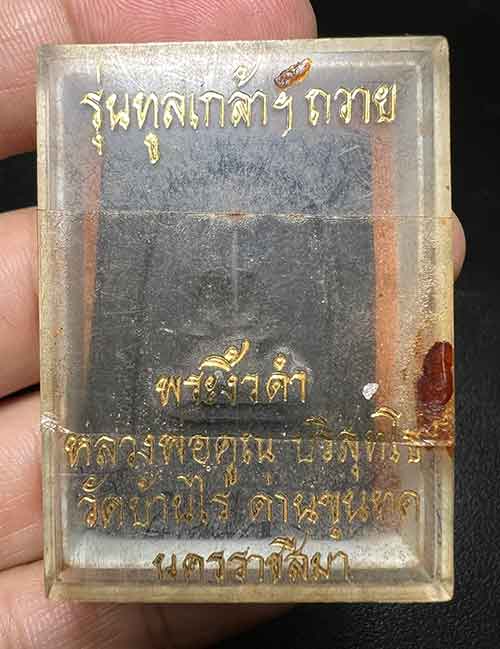 รุ่นทูลเกล้าฯ ถวาย
พระงิ้วดำ
หลวงพ่อคูณ ปริสุทโธ
วัดบ้านไร่ ด่านขุนทด
นครราชสีมา